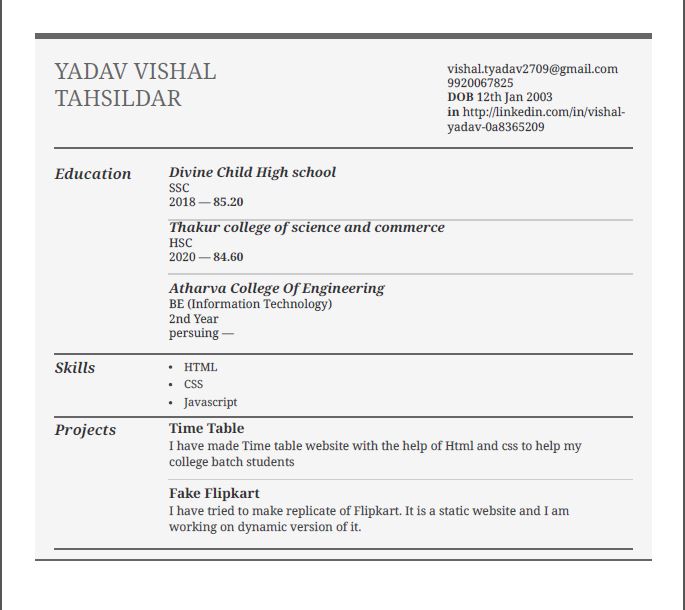 YADAV VISHAL
TAHSILDAR
vishal.tyadav2709@gmail.com
9920067825
DOB 12th Jan 2003
in http://linkedin.com/in/vishal-
yadav-0a8365209
Education
Divine Child High school
SSC
2018 — 85.20
Thakur college of science and commerce
HSC
2020 — 84.60
Atharva College Of Engineering
BE (Information Technology)
2nd Year
persuing —
Skills
• HTML
• CSS
• Javascript
Projects
Time Table
I have made Time table website with the help of Html and css to help my
college batch students
Fake Flipkart
I have tried to make replicate of Flipkart. It is a static website and I am
working on dynamic version of it.